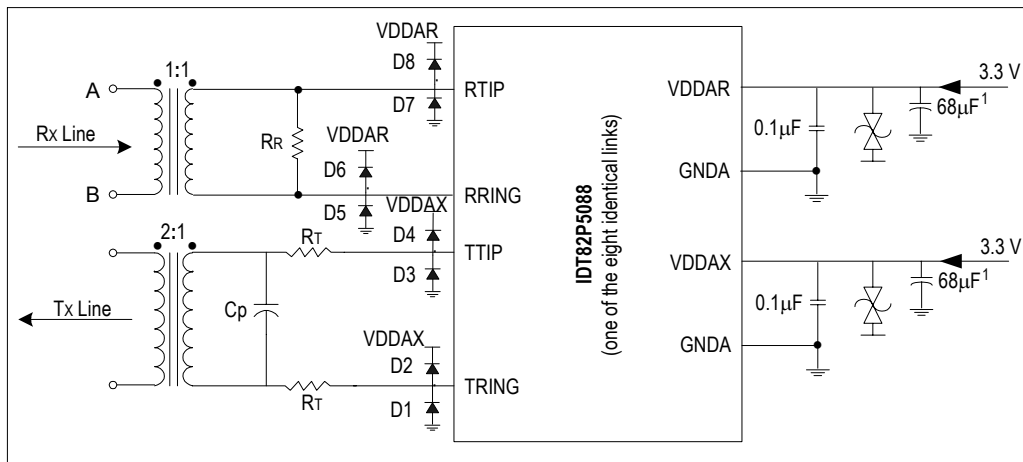 VDDAR
D8
1:1
A
RTIP
D7
Rx Line
RR
VDDAR
D6
B
RRING
D5
VDDAX
2:1
RT
D4
TTIP
D3
Tx Line
Cp
VDDAX
D2
TRING
RT
D1
IDT82P5088
(one of the eight identical links)
VDDAR
3.3 V
0.1μF
68μF1
GNDA
VDDAX
3.3 V
0.1μF
68μF1
GNDA